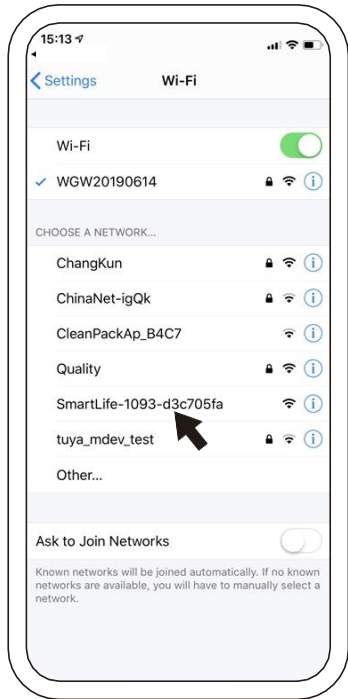 15:13
Settings
Wi-Fi
Wi-Fi
WGW20190614
CHOOSE A NETWORK...
ChangKun
ChinaNet-igQk
CleanPackAp_B4C7
Quality
SmartLife-1093-d3c705fa
tuya_mdev_test
Other...
Ask to Join Networks
Known networks will be joined automatically. If no known
networks are available, you will have to manually select a
network.